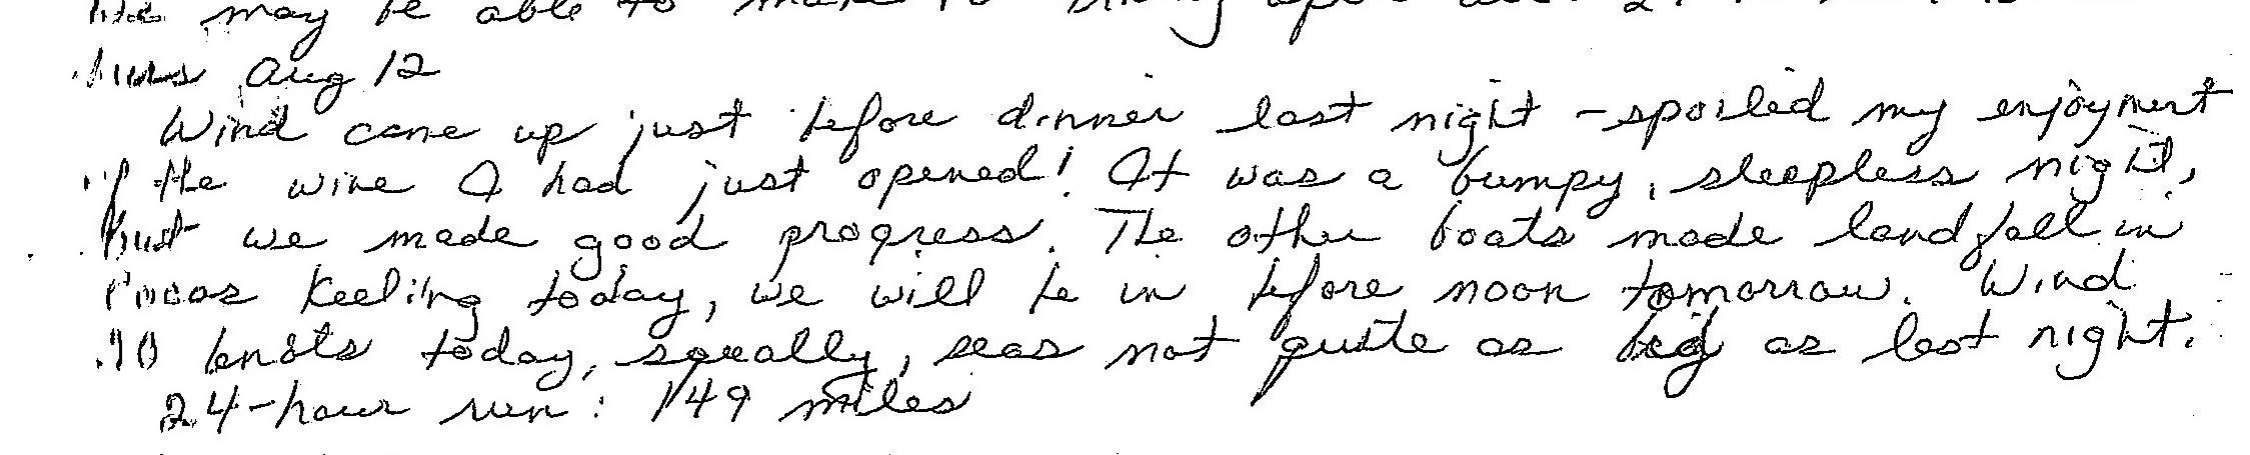 We may be able to make
Thurs Aug 12
Wind came up just before dinner last night - spoiled my enjoyment
of the wine I had just opened! It was a bumpy, sleepless night,
but we made good progress. The other boats made landfall in
Cocos Keeling today, we will be in before noon tomorrow. Wind
knots today, squally, seas not quite as big as last night.
24-hour run: 149 miles